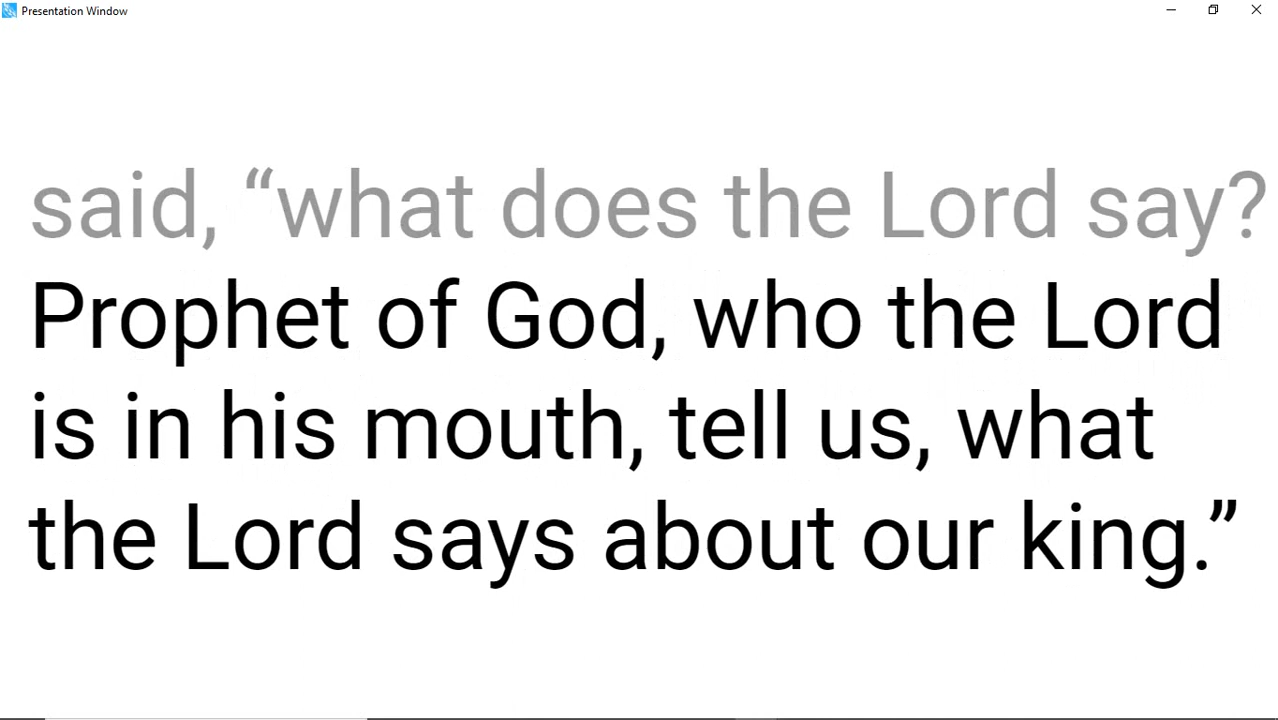 Presentation Window
said, “what does the Lord say?
Prophet of God, who the Lord
is in his mouth, tell us, what
the Lord says about our king.”